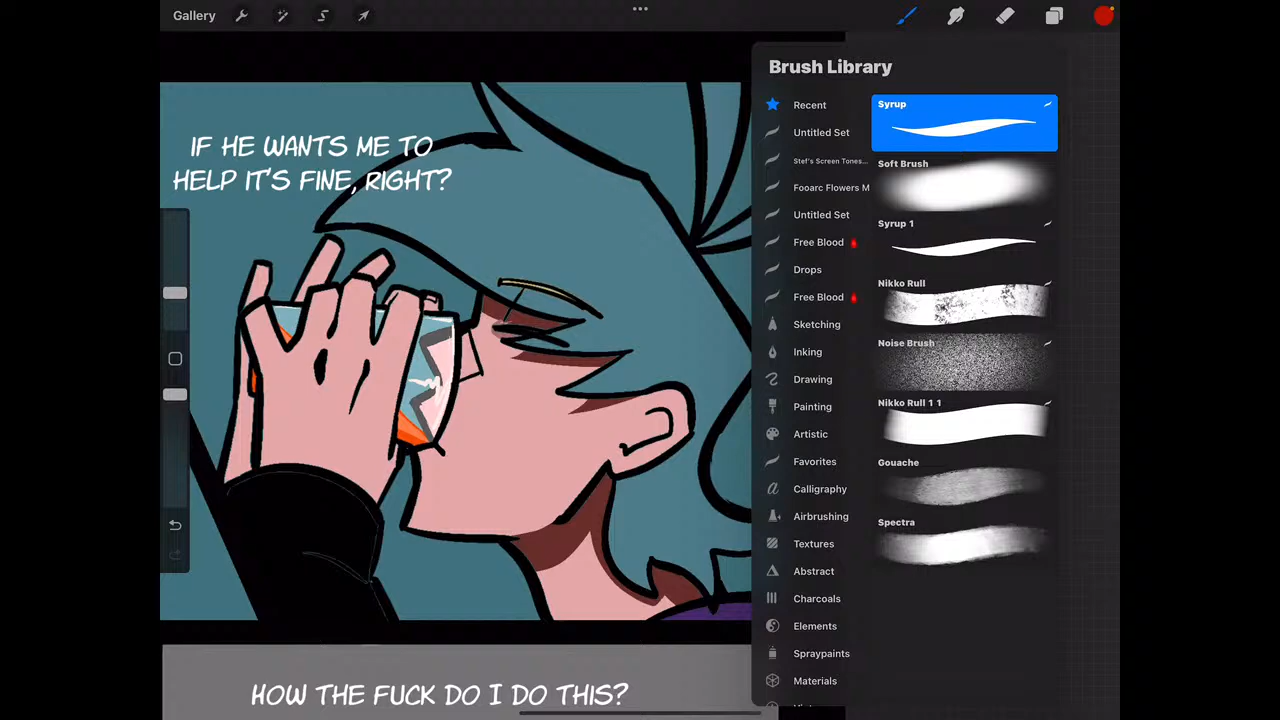 Gallery
Brush Library
IF HE WANTS ME TO
HELP IT'S FINE, RIGHT?
HOW THE FUCK DO I DO THIS?
Recent
Untitled Set
Stef's Screen Tones...
Fooarc Flowers M
Untitled Set
Free Blood
Drops
Free Blood
Sketching
Inking
Drawing
Painting
Artistic
Favorites
Calligraphy
Airbrushing
Textures
Abstract
Charcoals
Elements
Spraypaints
Materials
Syrup
Soft Brush
Syrup 1
Nikko Rull
Noise Brush
Nikko Rull 1 1
Gouache
Spectra